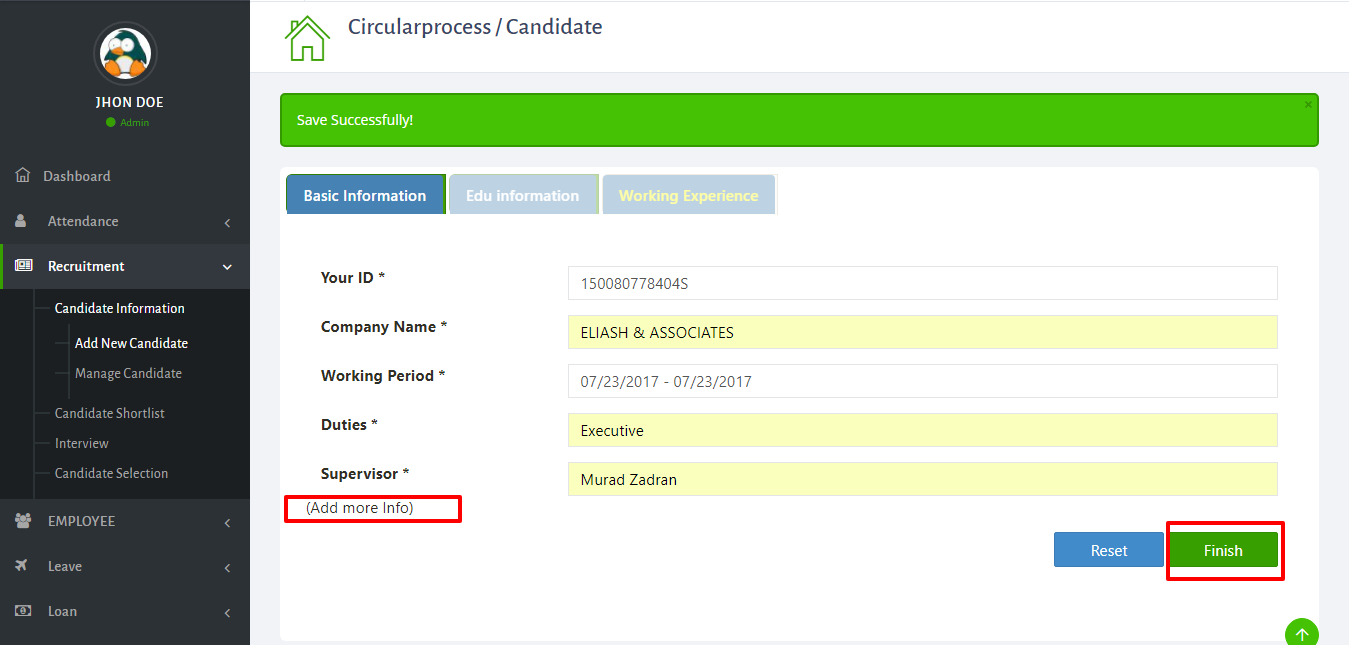 Circularprocess / Candidate
JHON DOE
Admin
Dashboard
Attendance
Recruitment
Candidate Information
Add New Candidate
Manage Candidate
Candidate Shortlist
Interview
Candidate Selection
EMPLOYEE
Leave
Loan
Save Successfully!
×
Basic Information Edu information Working Experience
Your ID * 150080778404S
Company Name * ELIASH & ASSOCIATES
Working Period * 07/23/2017 - 07/23/2017
Duties * Executive
Supervisor * Murad Zadran
(Add more Info)
Reset Finish